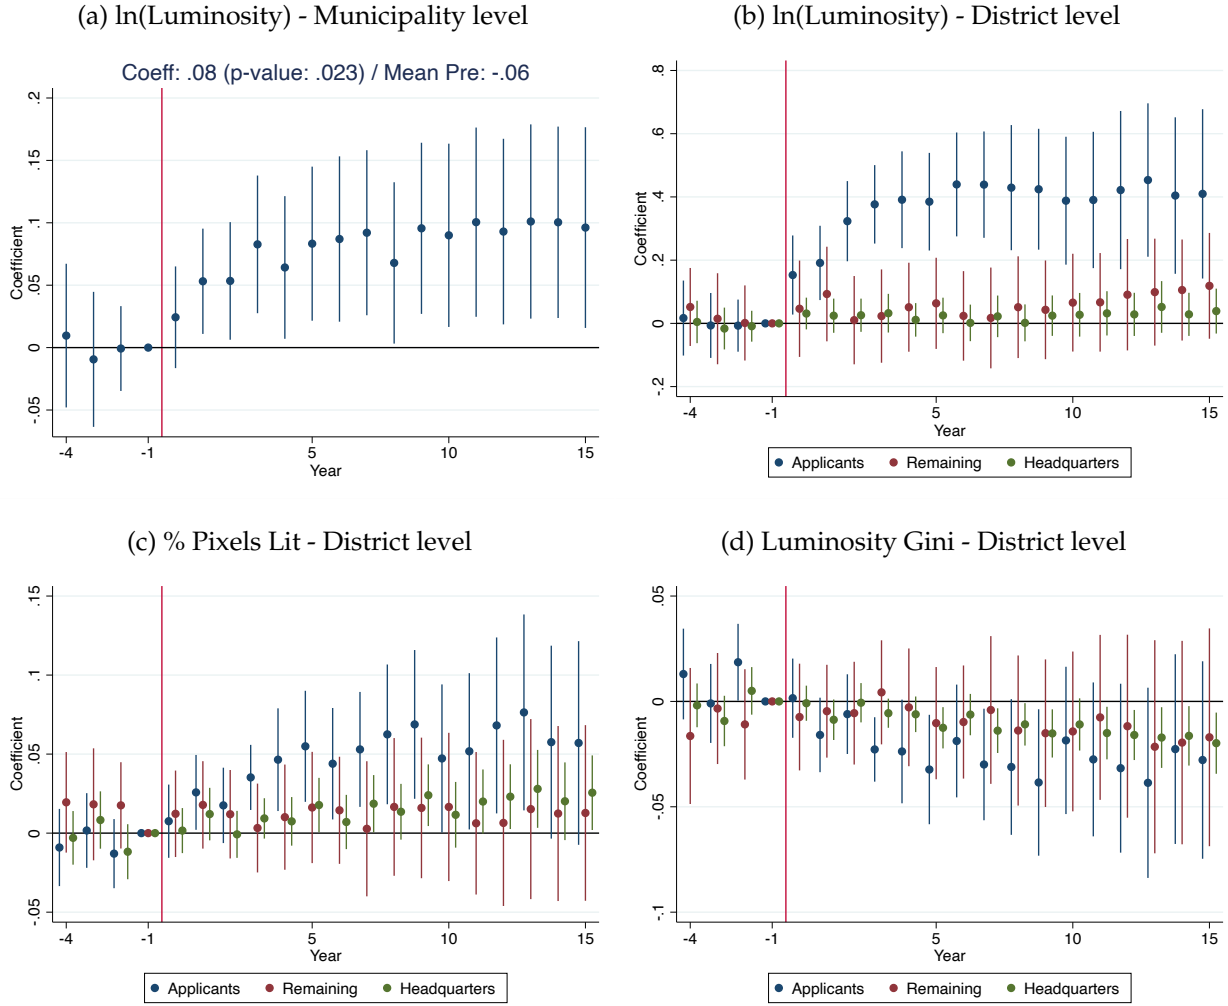 (a) ln(Luminosity) - Municipality level
Coeff: .08 (p-value: .023) / Mean Pre: -.06
Coefficient
.2
.15
.1
.05
0
-.05
-4
-1
5
10
15
Year
(b) ln(Luminosity) - District level
Coefficient
.8
.6
.4
.2
0
-.2
-4
-1
5
10
15
Year
Applicants Remaining Headquarters
(c) % Pixels Lit - District level
Coefficient
.15
.1
.05
0
-.05
-4
-1
5
10
15
Year
Applicants Remaining Headquarters
(d) Luminosity Gini - District level
Coefficient
.05
0
-.05
-.1
-4
-1
5
10
15
Year
Applicants Remaining Headquarters